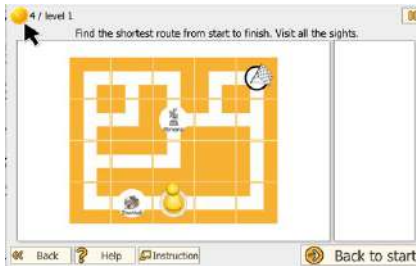 4 / level 1
Find the shortest route from start to finish. Visit all the sights.
Back
Help
Instruction
Back to start